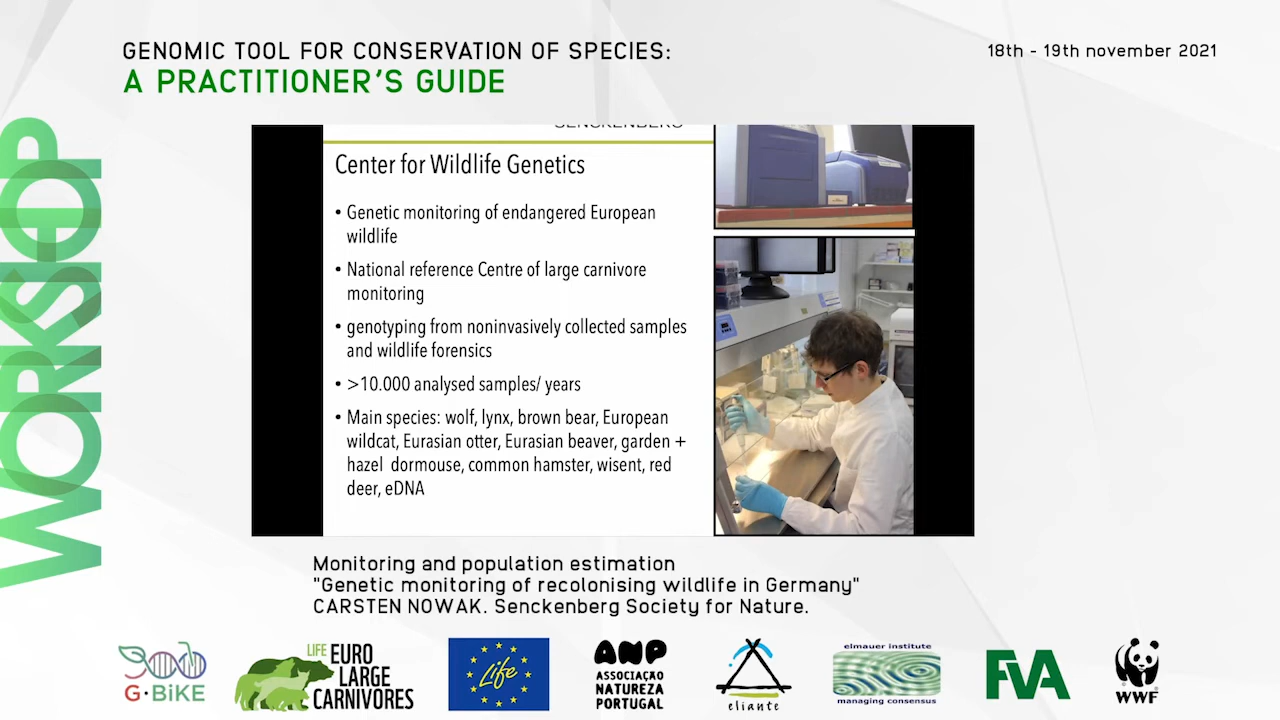 GENOMIC TOOL FOR CONSERVATION OF SPECIES:
18th - 19th november 2021
A PRACTITIONER'S GUIDE
WORKSHOP
SENCKENBERG
Center for Wildlife Genetics
• Genetic monitoring of endangered European
wildlife
• National reference Centre of large carnivore
monitoring
• genotyping from noninvasively collected samples
and wildlife forensics
• >10.000 analysed samples/ years
• Main species: wolf, lynx, brown bear, European
wildcat, Eurasian otter, Eurasian beaver, garden +
hazel dormouse, common hamster, wisent, red
deer, eDNA
Monitoring and population estimation
"Genetic monitoring of recolonising wildlife in Germany"
CARSTEN NOWAK. Senckenberg Society for Nature.
G·BiKE
LIFE EURO
LARGE
CARNIVORES
Life
ANP
ASSOCIAÇÃO
NATUREZA
PORTUGAL
eliante
elmauer institute
managing consensus
FVA
WWF